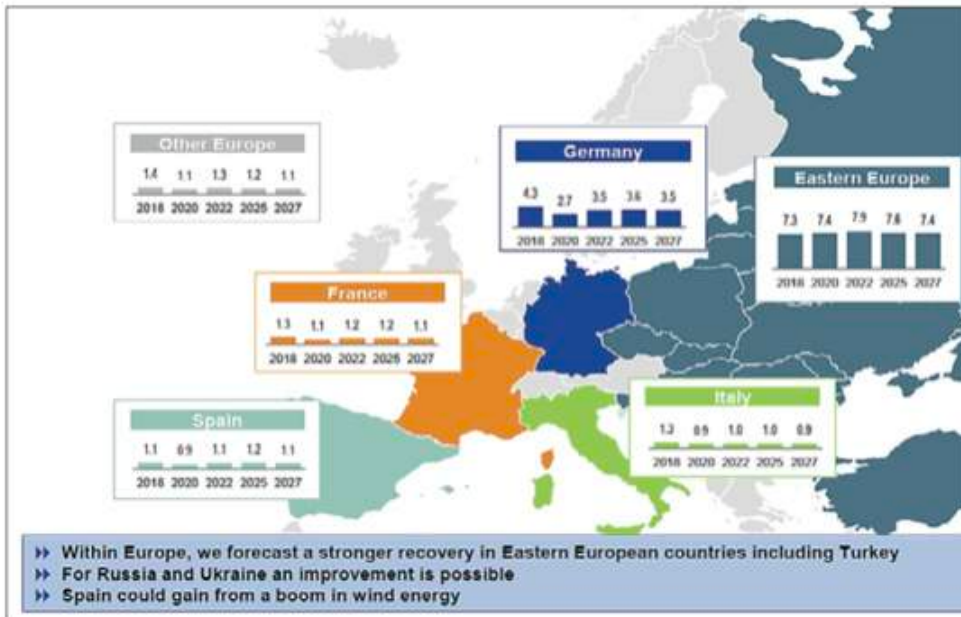 Other Europe
1.4 1.1 1.3 1.2 1.1
2018 2020 2022 2025 2027
Germany
4.3 2.7 3.5 3.6 3.5
2018 2020 2022 2025 2027
Eastern Europe
7.3 7.4 7.9 7.6 7.4
2018 2020 2022 2025 2027
France
1.3 1.1 1.2 1.2 1.1
2018 2020 2022 2025 2027
Italy
1.3 0.9 1.0 1.0 0.9
2018 2020 2022 2025 2027
Spain
1.1 0.9 1.1 1.2 1.1
2018 2020 2022 2025 2027
Within Europe, we forecast a stronger recovery in Eastern European countries including Turkey
For Russia and Ukraine an improvement is possible
Spain could gain from a boom in wind energy